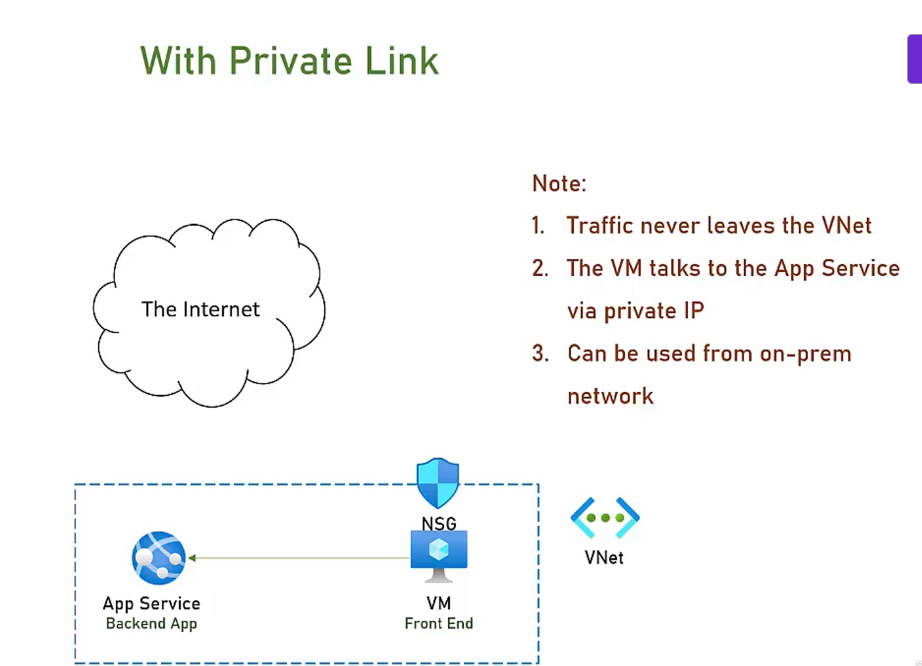 With Private Link
Note:
1. Traffic never leaves the VNet
2. The VM talks to the App Service
via private IP
3. Can be used from on-prem
network
The Internet
NSG
VNet
App Service
Backend App
VM
Front End